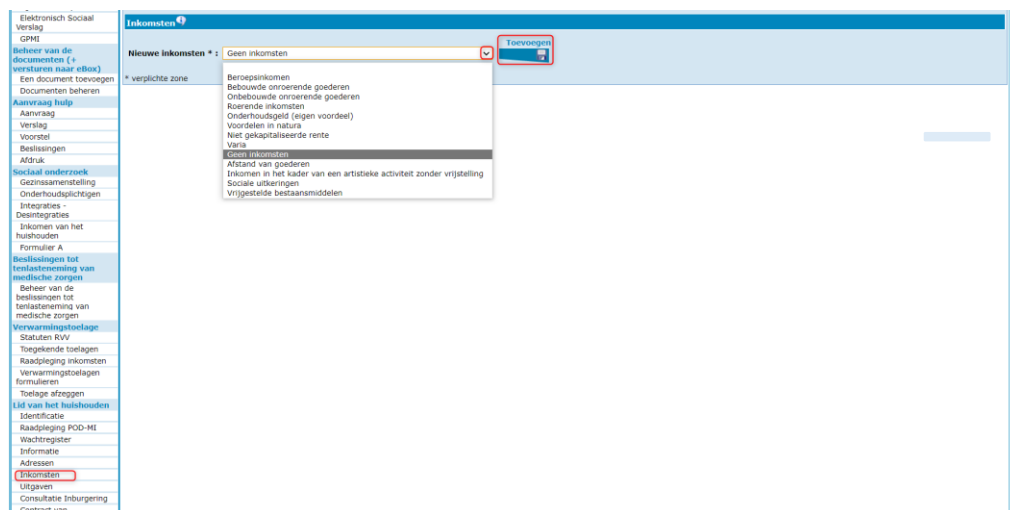 Elektronisch Sociaal
Verslag
GPMI
Beheer van de
documenten (+
versturen naar eBox)
Een document toevoegen
Documenten beheren
Aanvraag hulp
Aanvraag
Verslag
Voorstel
Beslissingen
Afdruk
Sociaal onderzoek
Gezinssamenstelling
Onderhoudsplichtigen
Integraties -
Desintegraties
Inkomen van het
huishouden
Formulier A
Beslissingen tot
tenlasteneming van
medische zorgen
Beheer van de
beslissingen tot
tenlasteneming van
medische zorgen
Verwarmingstoelage
Statuten RVV
Toegekende toelagen
Raadpleging inkomsten
Verwarmingstoelagen
formulieren
Toelage afzeggen
Lid van het huishouden
Identificatie
Raadpleging POD-MI
Wachtregister
Informatie
Adressen
Inkomsten
Uitgaven
Consultatie Inburgering
Contract van
Inkomsten
Nieuwe inkomsten * : Geen inkomsten
Toevoegen
* verplichte zone
Beroepsinkomen
Bebouwde onroerende goederen
Onbebouwde onroerende goederen
Roerende inkomsten
Onderhoudsgeld (eigen voordeel)
Voordelen in natura
Niet gekapitaliseerde rente
Varia
Geen inkomsten
Afstand van goederen
Inkomen in het kader van een artistieke activiteit zonder vrijstelling
Sociale uitkeringen
Vrijgestelde bestaansmiddelen